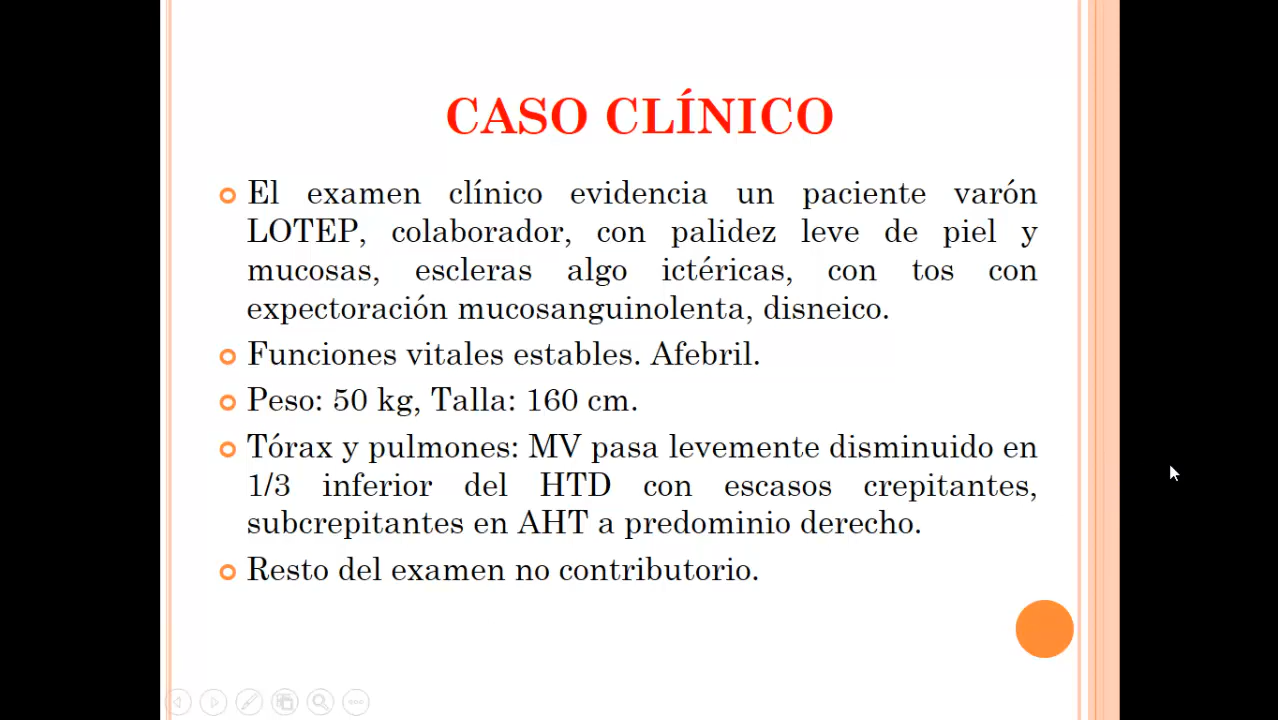 CASO CLÍNICO
El examen clínico evidencia un paciente varón
LOTEP, colaborador, con palidez leve de piel y
mucosas, escleras algo ictéricas, con tos con
expectoración mucosanguinolenta, disneico.
Funciones vitales estables. Afebril.
Peso: 50 kg, Talla: 160 cm.
Tórax y pulmones: MV pasa levemente disminuido en
1/3 inferior del HTD con escasos crepitantes,
subcrepitantes en AHT a predominio derecho.
Resto del examen no contributorio.